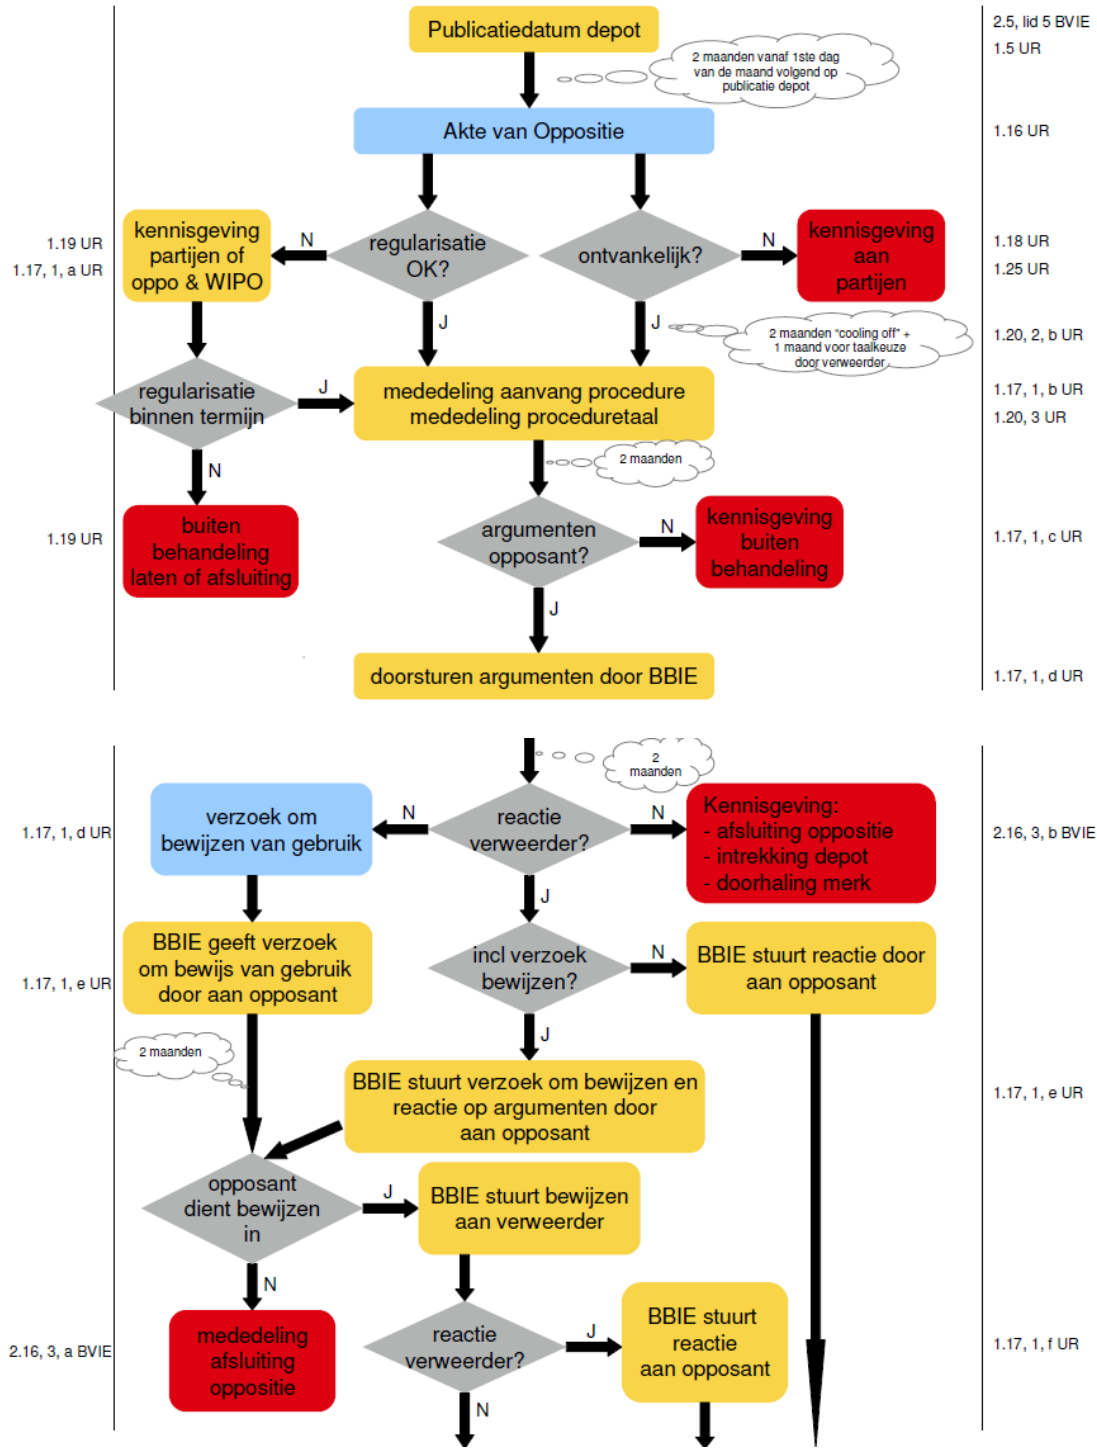 Publicatiedatum depot
2.5, lid 5 BVIE
1.5 UR
2 maanden vanaf 1ste dag
van de maand volgend op
publicatie depot
Akte van Oppositie
1.16 UR
1.19 UR
1.17, 1, a UR
kennisgeving
partijen of
oppo & WIPO
N
regularisatie
OK?
ontvankelijk?
N
kennisgeving
aan
partijen
1.18 UR
1.25 UR
J
J
2 maanden “cooling off” +
1 maand voor taalkeuze
door verweerder
1.20, 2, b UR
regularisatie
binnen termijn
J
mededeling aanvang procedure
mededeling proceduretaal
1.17, 1, b UR
1.20, 3 UR
2 maanden
N
1.19 UR
buiten
behandeling
laten of afsluiting
argumenten
opposant?
N
kennisgeving
buiten
behandeling
1.17, 1, c UR
J
doorsturen argumenten door BBIE
1.17, 1, d UR
2
maanden
1.17, 1, d UR
verzoek om
bewijzen van gebruik
N
reactie
verweerder?
N
Kennisgeving:
- afsluiting oppositie
- intrekking depot
- doorhaling merk
2.16, 3, b BVIE
J
1.17, 1, e UR
BBIE geeft verzoek
om bewijs van gebruik
door aan opposant
incl verzoek
bewijzen?
N
BBIE stuurt reactie door
aan opposant
J
2 maanden
BBIE stuurt verzoek om bewijzen en
reactie op argumenten door
aan opposant
1.17, 1, e UR
opposant
dient bewijzen
in
J
BBIE stuurt bewijzen
aan verweerder
N
2.16, 3, a BVIE
mededeling
afsluiting
oppositie
reactie
verweerder?
J
BBIE stuurt
reactie
aan opposant
1.17, 1, f UR
N